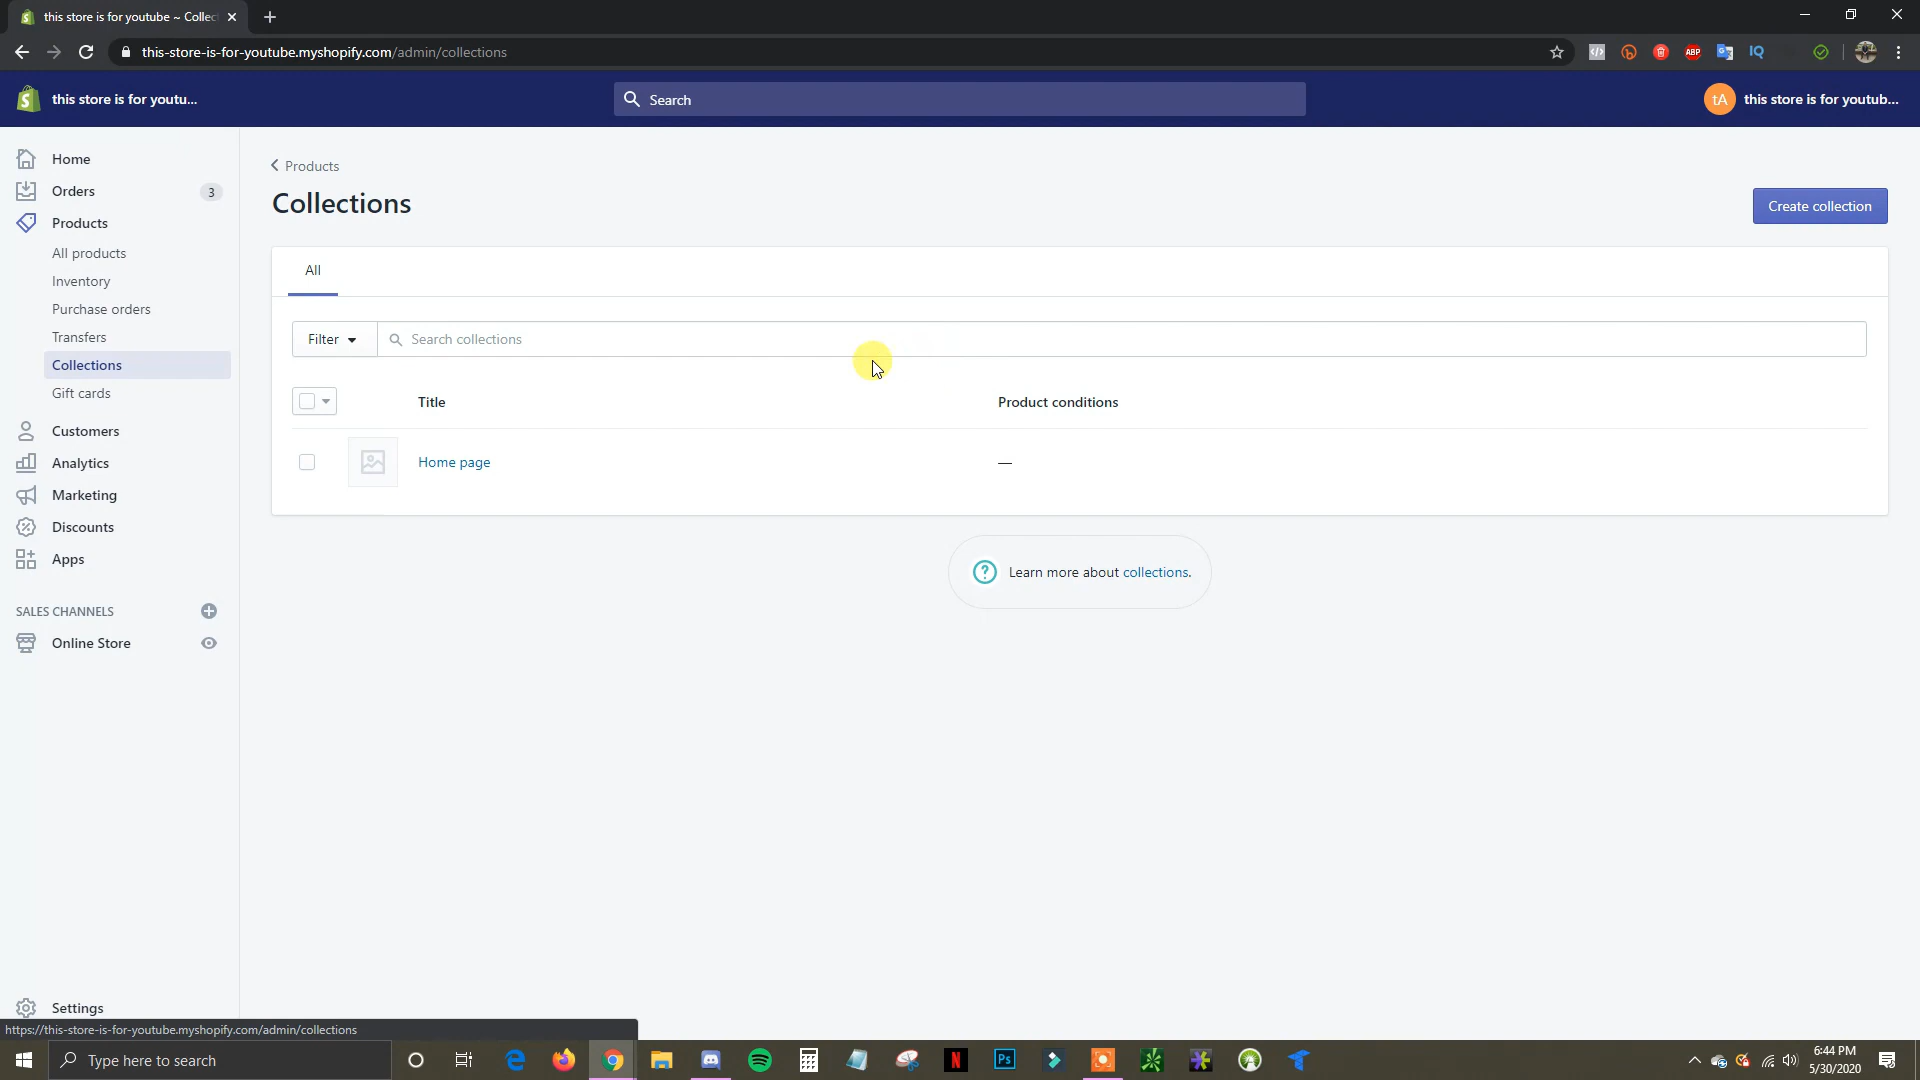 this store is for youtube ~ Collec
this-store-is-for-youtube.myshopify.com/admin/collections
ABP
IQ
this store is for youtu...
Search
tA
this store is for youtub...
Home
Orders
3
Products
All products
Inventory
Purchase orders
Transfers
Collections
Gift cards
Customers
Analytics
Marketing
Discounts
Apps
SALES CHANNELS
Online Store
Settings
Products
Collections
Create collection
All
Filter
Search collections
Title
Product conditions
Home page
—
Learn more about collections.
https://this-store-is-for-youtube.myshopify.com/admin/collections
Type here to search
Ps
6:44 PM
5/30/2020